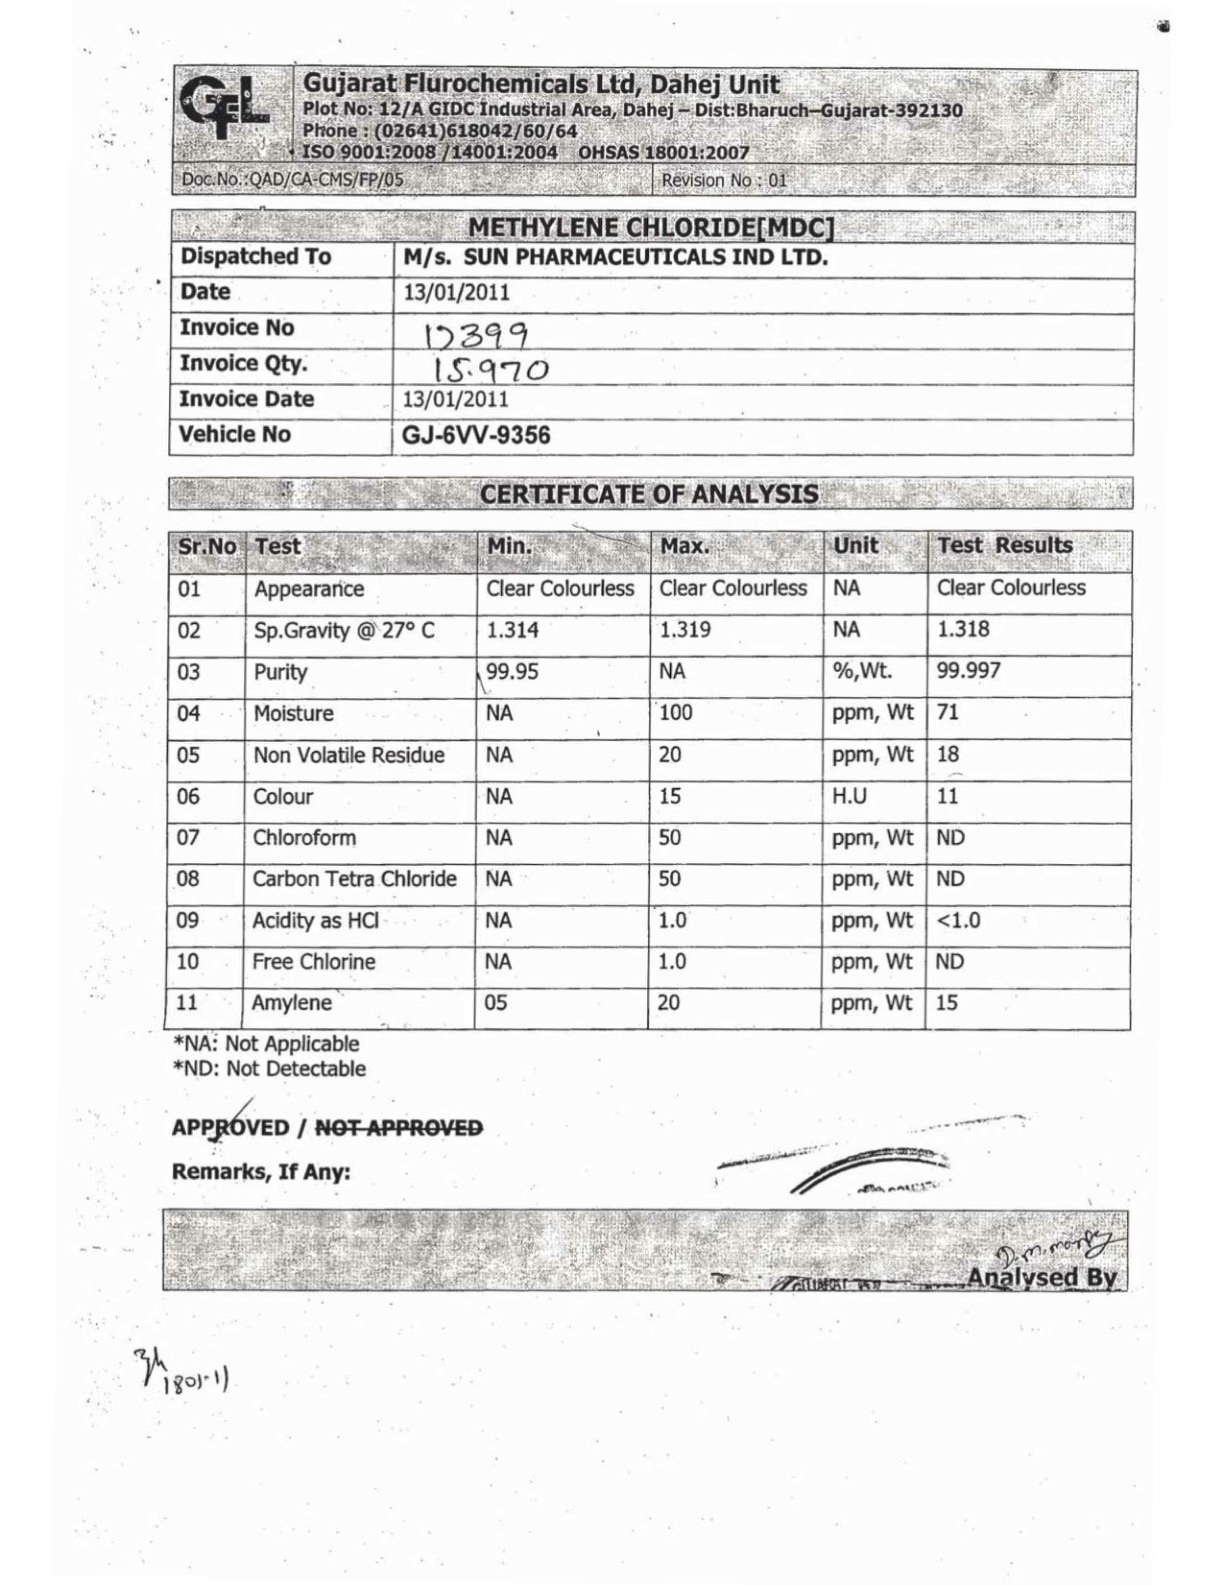 GFL
Gujarat Flurochemicals Ltd, Dahej Unit
Plot No: 12/A GIDC Industrial Area, Dahej – Dist:Bharuch–Gujarat-392130
Phone : (02641)618042/60/64
ISO 9001:2008 /14001:2004 OHSAS 18001:2007
Doc.No.:QAD/CA-CMS/FP/05 Revision No : 01
METHYLENE CHLORIDE[MDC]
Dispatched To M/s. SUN PHARMACEUTICALS IND LTD.
Date 13/01/2011
Invoice No 17399
Invoice Qty. 15.970
Invoice Date 13/01/2011
Vehicle No GJ-6VV-9356
CERTIFICATE OF ANALYSIS
Sr.No Test Min. Max. Unit Test Results
01 Appearance Clear Colourless Clear Colourless NA Clear Colourless
02 Sp.Gravity @ 27° C 1.314 1.319 NA 1.318
03 Purity 99.95 NA %,Wt. 99.997
04 Moisture NA 100 ppm, Wt 71
05 Non Volatile Residue NA 20 ppm, Wt 18
06 Colour NA 15 H.U 11
07 Chloroform NA 50 ppm, Wt ND
08 Carbon Tetra Chloride NA 50 ppm, Wt ND
09 Acidity as HCl NA 1.0 ppm, Wt <1.0
10 Free Chlorine NA 1.0 ppm, Wt ND
11 Amylene 05 20 ppm, Wt 15
*NA: Not Applicable
*ND: Not Detectable
APPROVED / NOT APPROVED
Remarks, If Any:
Analysed By